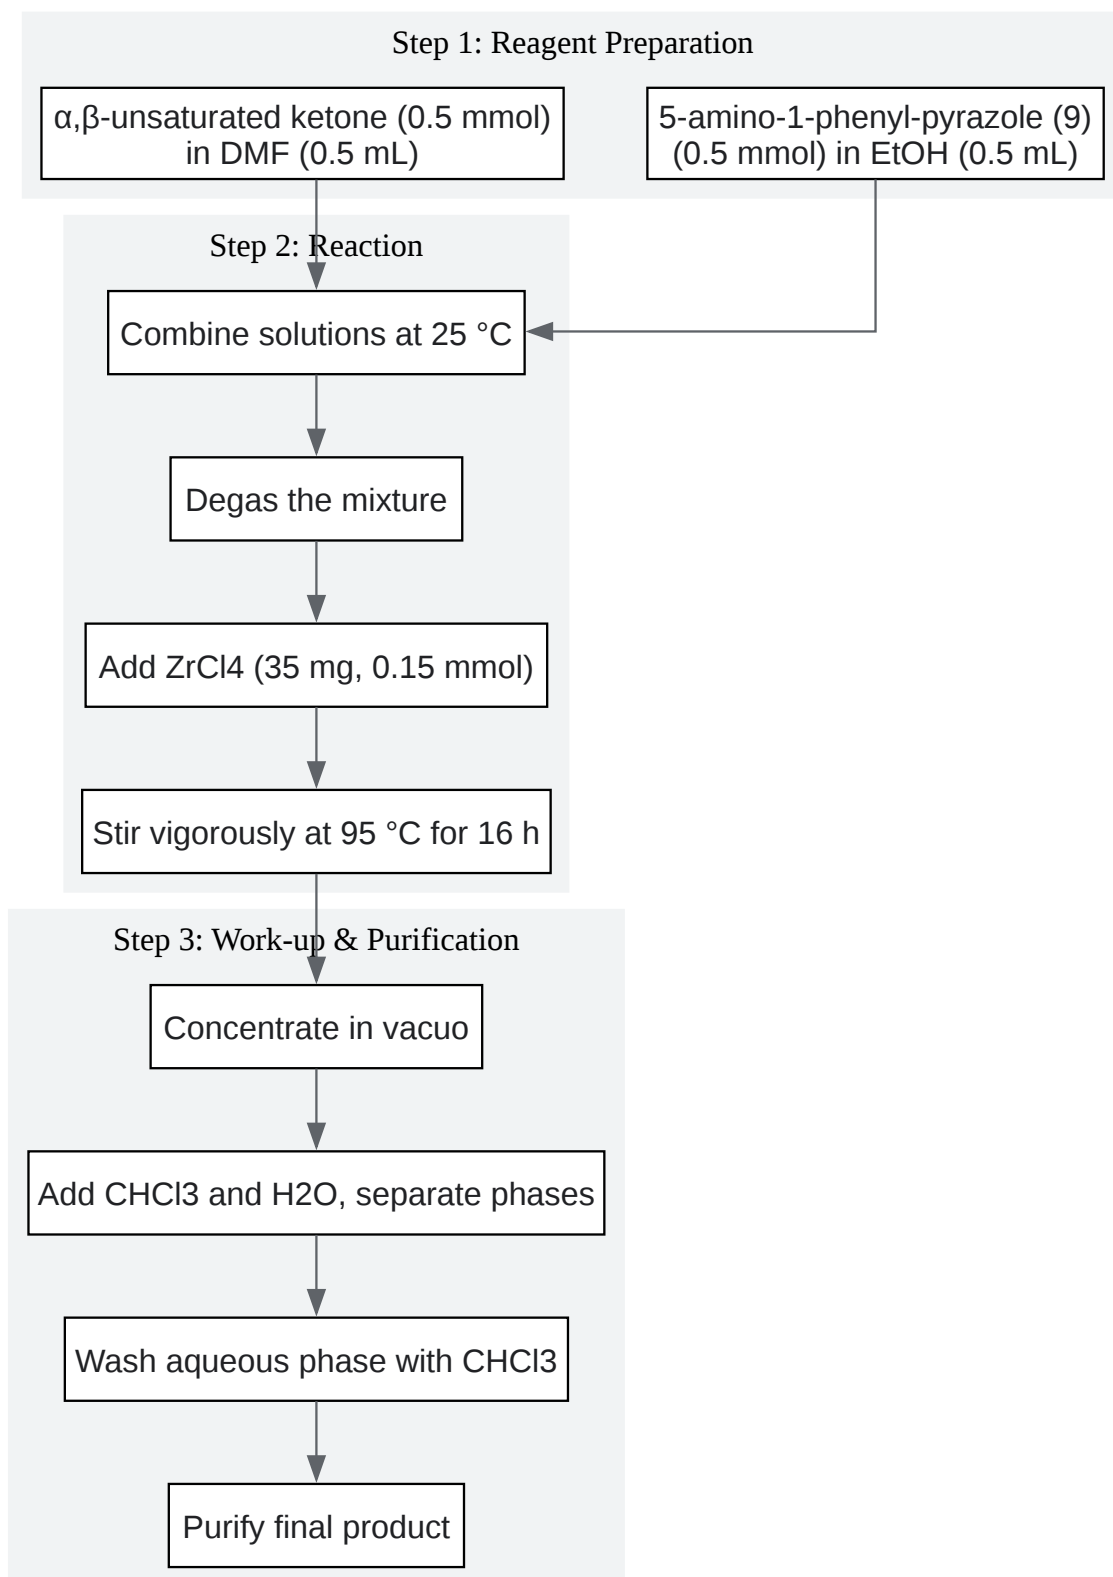 Step 1: Reagent Preparation
α,β-unsaturated ketone (0.5 mmol)
in DMF (0.5 mL)
5-amino-1-phenyl-pyrazole (9)
(0.5 mmol) in EtOH (0.5 mL)
Step 2: Reaction
Combine solutions at 25 °C
Degas the mixture
Add ZrCl4 (35 mg, 0.15 mmol)
Stir vigorously at 95 °C for 16 h
Step 3: Work-up & Purification
Concentrate in vacuo
Add CHCl3 and H2O, separate phases
Wash aqueous phase with CHCl3
Purify final product